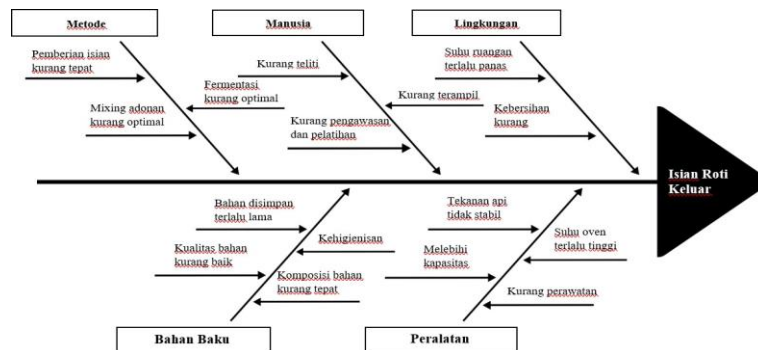 Metode
Manusia
Lingkungan
Pemberian isian
kurang tepat
Mixing adonan
kurang optimal
Fermentasi
kurang optimal
Kurang teliti
Kurang pengawasan
dan pelatihan
Kurang terampil
Suhu ruangan
terlalu panas
Kebersihan
kurang
Isian Roti
Keluar
Bahan disimpan
terlalu lama
Kualitas bahan
kurang baik
Kehigienisan
Komposisi bahan
kurang tepat
Tekanan api
tidak stabil
Melebihi
kapasitas
Suhu oven
terlalu tinggi
Kurang perawatan
Bahan Baku
Peralatan